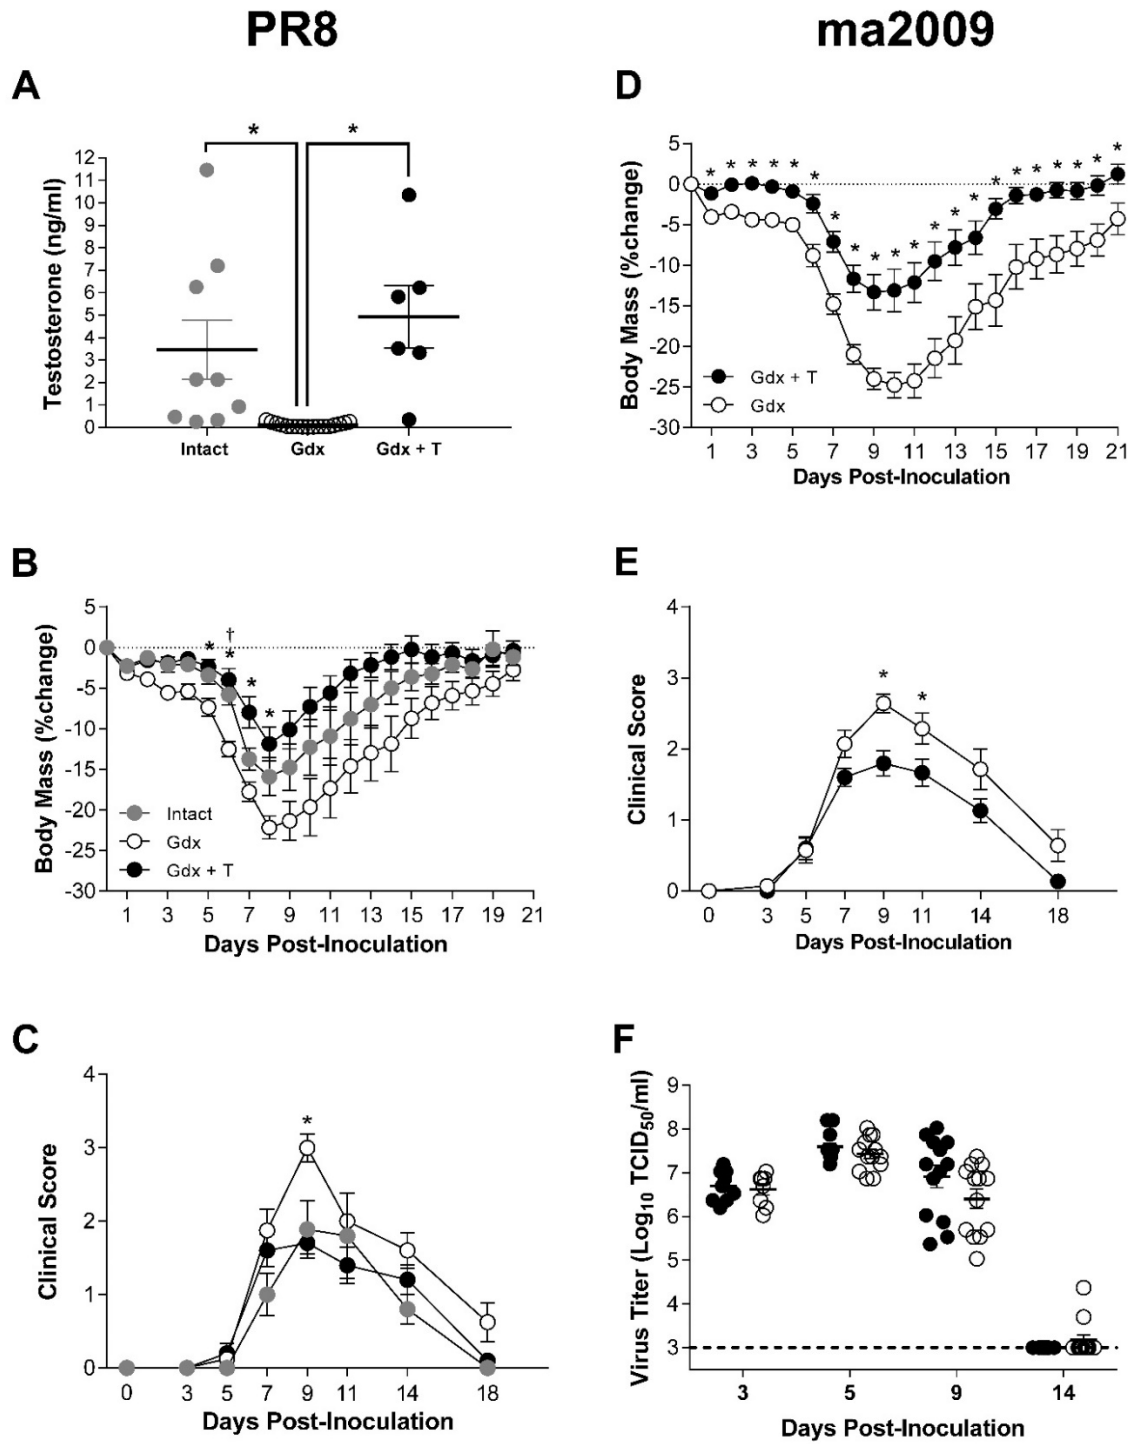 PR8
ma2009
A
Testosterone (ng/ml)
12
11
10
9
8
7
6
5
4
3
2
1
0
* *
Intact Gdx Gdx + T
B
Body Mass (%change)
5
0
-5
-10
-15
-20
-25
-30
* † * * *
Intact
Gdx
Gdx + T
1 3 5 7 9 11 13 15 17 19 21
Days Post-Inoculation
C
Clinical Score
4
3
2
1
0
*
0 3 5 7 9 11 14 18
Days Post-Inoculation
D
Body Mass (%change)
5
0
-5
-10
-15
-20
-25
-30
* * * * * * * * * * * * * * * * * * * * *
Gdx + T
Gdx
1 3 5 7 9 11 13 15 17 19 21
Days Post-Inoculation
E
Clinical Score
4
3
2
1
0
* *
0 3 5 7 9 11 14 18
Days Post-Inoculation
F
Virus Titer (Log10 TCID50/ml)
9
8
7
6
5
4
3
3 5 9 14
Days Post-Inoculation